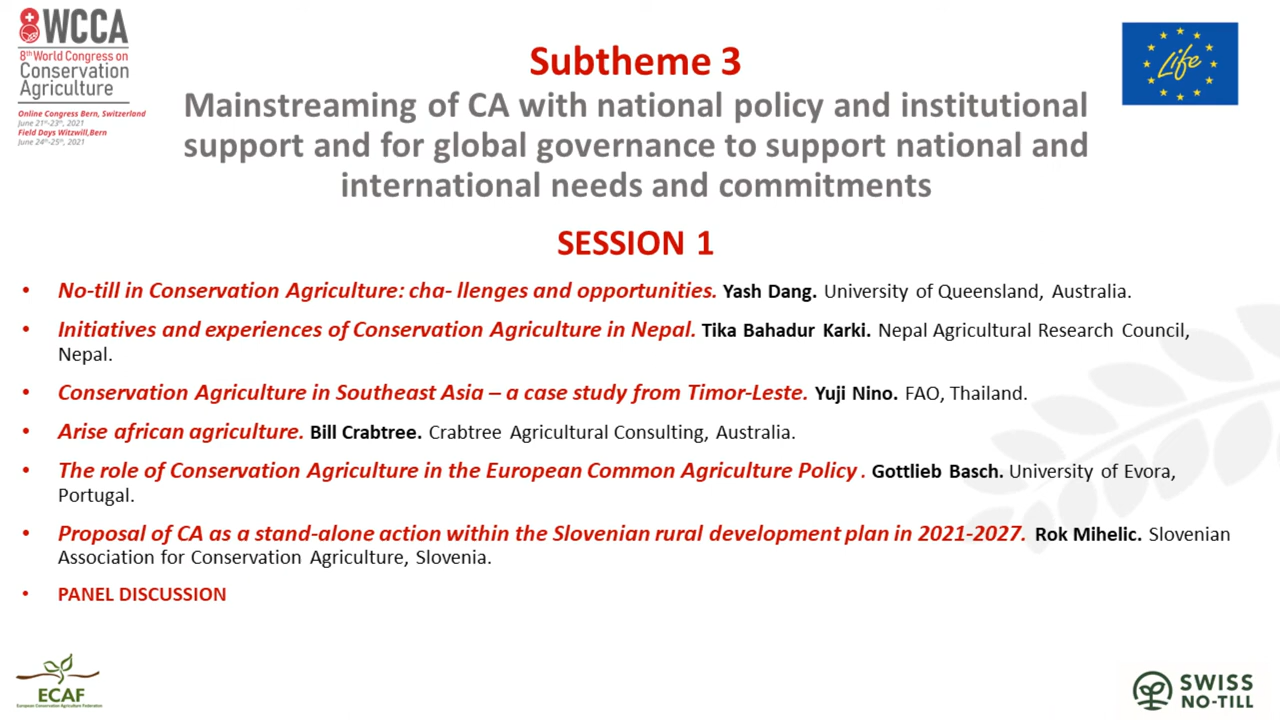 8 WCCA
8th World Congress on
Conservation
Agriculture
Online Congress Bern, Switzerland
June 21st-23th, 2021
Field Days Witzwill,Bern
June 24th-25th, 2021
Life
Subtheme 3
Mainstreaming of CA with national policy and institutional
support and for global governance to support national and
international needs and commitments
SESSION 1
• No-till in Conservation Agriculture: cha- llenges and opportunities. Yash Dang. University of Queensland, Australia.
• Initiatives and experiences of Conservation Agriculture in Nepal. Tika Bahadur Karki. Nepal Agricultural Research Council,
Nepal.
• Conservation Agriculture in Southeast Asia – a case study from Timor-Leste. Yuji Nino. FAO, Thailand.
• Arise african agriculture. Bill Crabtree. Crabtree Agricultural Consulting, Australia.
• The role of Conservation Agriculture in the European Common Agriculture Policy . Gottlieb Basch. University of Evora,
Portugal.
• Proposal of CA as a stand-alone action within the Slovenian rural development plan in 2021-2027. Rok Mihelic. Slovenian
Association for Conservation Agriculture, Slovenia.
• PANEL DISCUSSION
ECAF
European Conservation Agriculture Federation
SWISS
NO-TILL